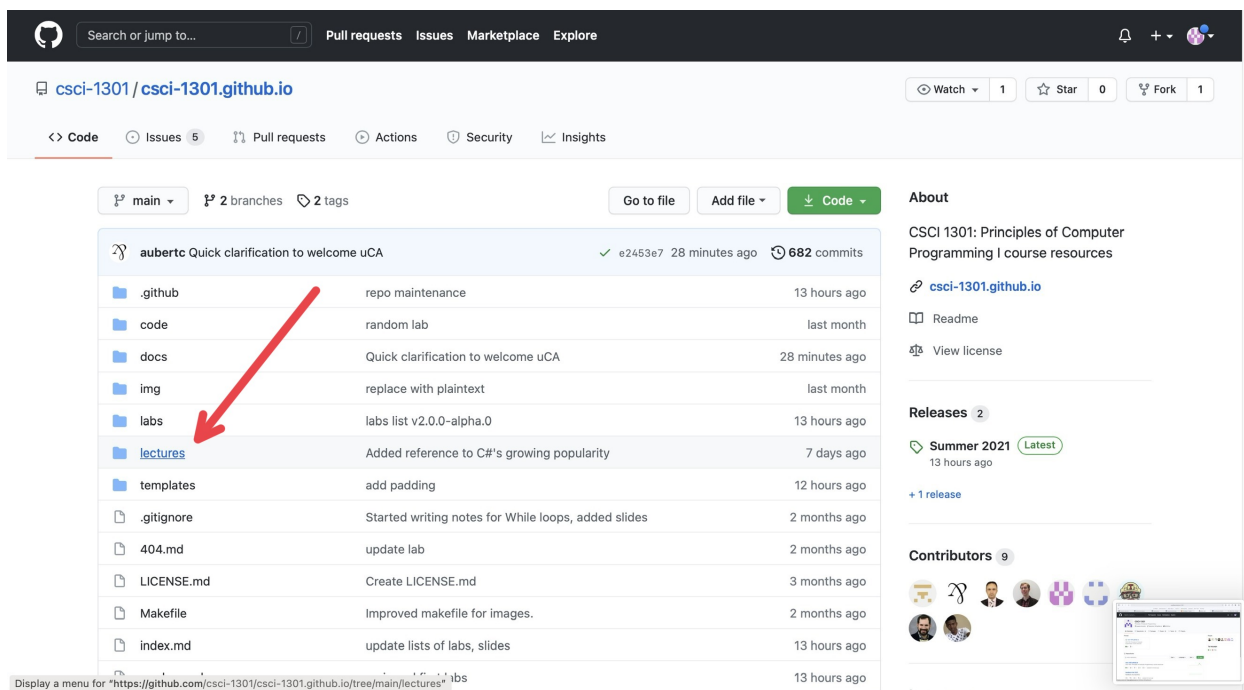 Search or jump to... / Pull requests Issues Marketplace Explore
csci-1301 / csci-1301.github.io Watch 1 Star 0 Fork 1
<> Code Issues 5 Pull requests Actions Security Insights
main 2 branches 2 tags Go to file Add file Code
aubertc Quick clarification to welcome uCA e2453e7 28 minutes ago 682 commits
.github repo maintenance 13 hours ago
code random lab last month
docs Quick clarification to welcome uCA 28 minutes ago
img replace with plaintext last month
labs labs list v2.0.0-alpha.0 13 hours ago
lectures Added reference to C#'s growing popularity 7 days ago
templates add padding 12 hours ago
.gitignore Started writing notes for While loops, added slides 2 months ago
404.md update lab 2 months ago
LICENSE.md Create LICENSE.md 3 months ago
Makefile Improved makefile for images. 2 months ago
index.md update lists of labs, slides 13 hours ago
13 hours ago
Display a menu for "https://github.com/csci-1301/csci-1301.github.io/tree/main/lectures"
About
CSCI 1301: Principles of Computer
Programming I course resources
csci-1301.github.io
Readme
View license
Releases 2
Summer 2021 Latest
13 hours ago
+ 1 release
Contributors 9